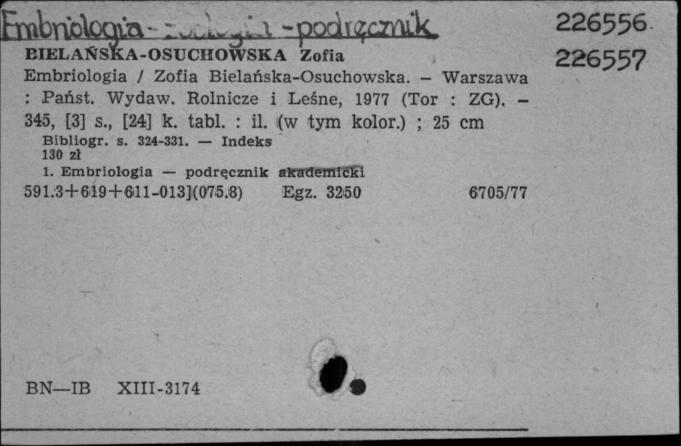 Embriologia - - podręcznik
226556
226557
BIELAŃSKA-OSUCHOWSKA Zofia
Embriologia / Zofia Bielańska-Osuchowska. – Warszawa
: Państ. Wydaw. Rolnicze i Leśne, 1977 (Tor : ZG). –
345, [3] s., [24] k. tabl. : il. (w tym kolor.) ; 25 cm
Bibliogr. s. 324-331. — Indeks
130 zł
1. Embriologia — podręcznik akademicki
591.3+619+611-013](075.8) Egz. 3250 6705/77
BN—IB XIII-3174